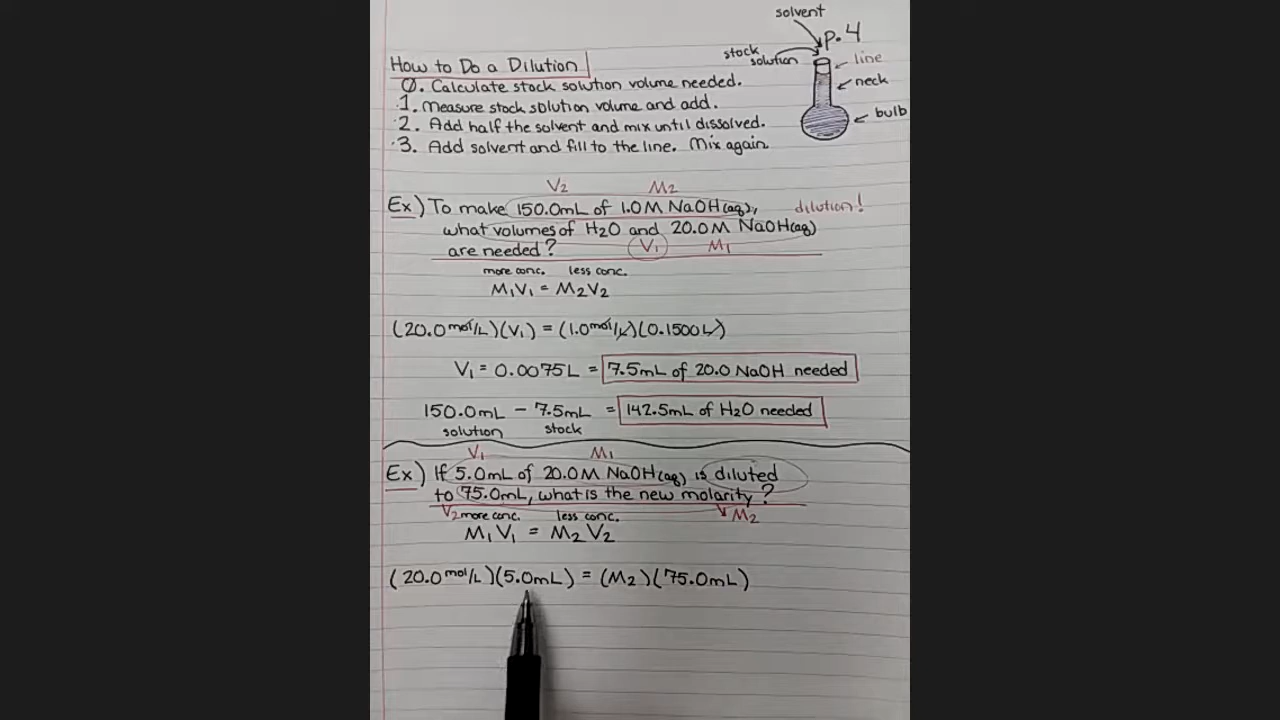 solvent
p.4
stock
solution
line
neck
bulb
How to Do a Dilution
0. Calculate stock solution volume needed.
1. Measure stock solution volume and add.
2. Add half the solvent and mix until dissolved.
3. Add solvent and fill to the line. Mix again.
V₂ M₂
Ex) To make 150.0mL of 1.0M NaOH(aq), dilution!
what volumes of H₂O and 20.0M NaOH(aq)
are needed? V₁ M₁
more conc. less conc.
M₁V₁ = M₂V₂
(20.0 mol/L)(V₁) = (1.0 mol/L)(0.1500L)
V₁ = 0.0075L = 7.5mL of 20.0 NaOH needed
150.0mL - 7.5mL = 142.5mL of H₂O needed
solution stock
V₁ M₁
Ex) If 5.0mL of 20.0M NaOH(aq) is diluted
to 75.0mL, what is the new molarity?
V₂ more conc. less conc. M₂
M₁V₁ = M₂V₂
(20.0 mol/L)(5.0mL) = (M₂)(75.0mL)